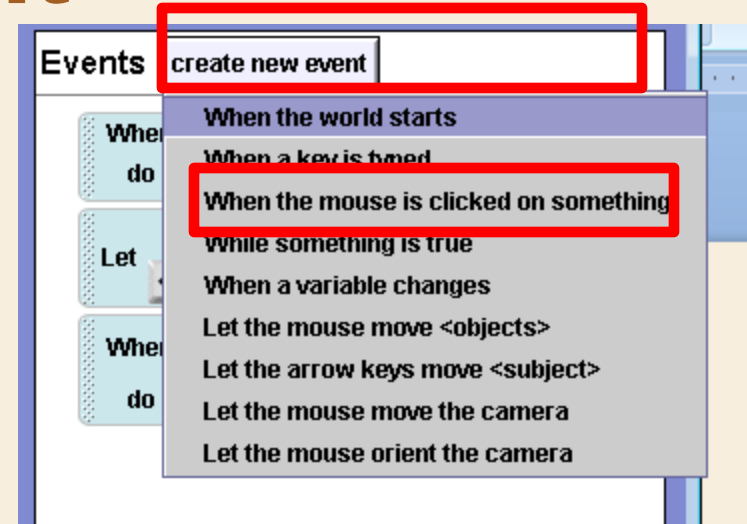 Events create new event
When the world starts
When a key is typed
When the mouse is clicked on something
While something is true
When a variable changes
Let the mouse move <objects>
Let the arrow keys move <subject>
Let the mouse move the camera
Let the mouse orient the camera
do
Let
do